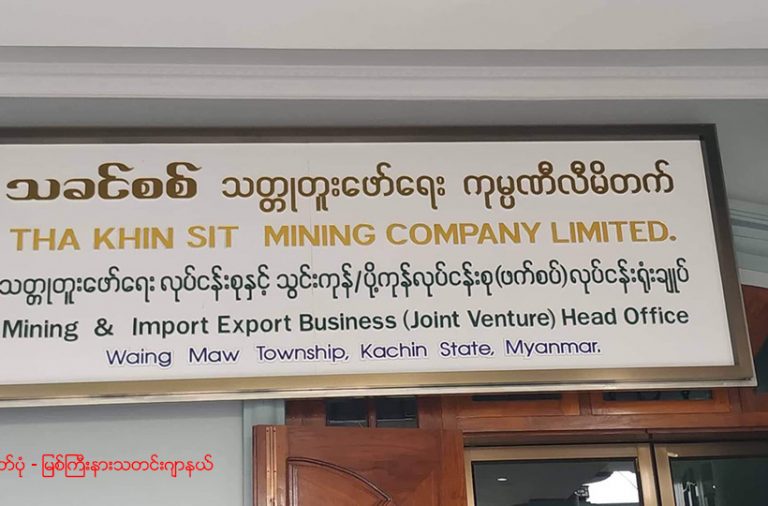 သခင်စစ် သတ္တုတူးဖော်ရေး ကုမ္ပဏီလီမိတက်
THA KHIN SIT MINING COMPANY LIMITED.
သတ္တုတူးဖော်ရေး လုပ်ငန်းစုနှင့် သွင်းကုန်/ပို့ကုန်လုပ်ငန်းစု(ဖက်စပ်)လုပ်ငန်းရုံးချုပ်
Mining & Import Export Business (Joint Venture) Head Office
Waing Maw Township, Kachin State, Myanmar.
- မြစ်ကြီးနားသတင်းဂျာနယ်